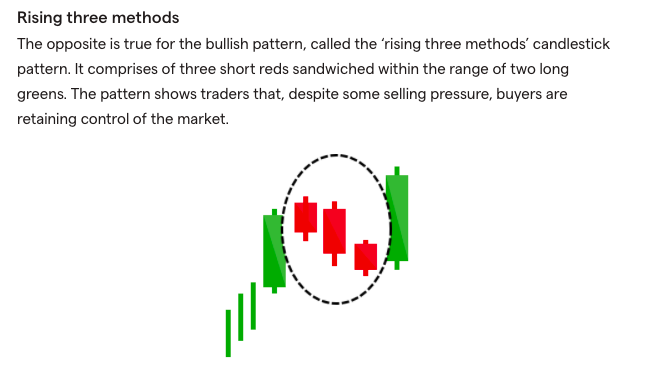 Rising three methods
The opposite is true for the bullish pattern, called the ‘rising three methods’ candlestick
pattern. It comprises of three short reds sandwiched within the range of two long
greens. The pattern shows traders that, despite some selling pressure, buyers are
retaining control of the market.